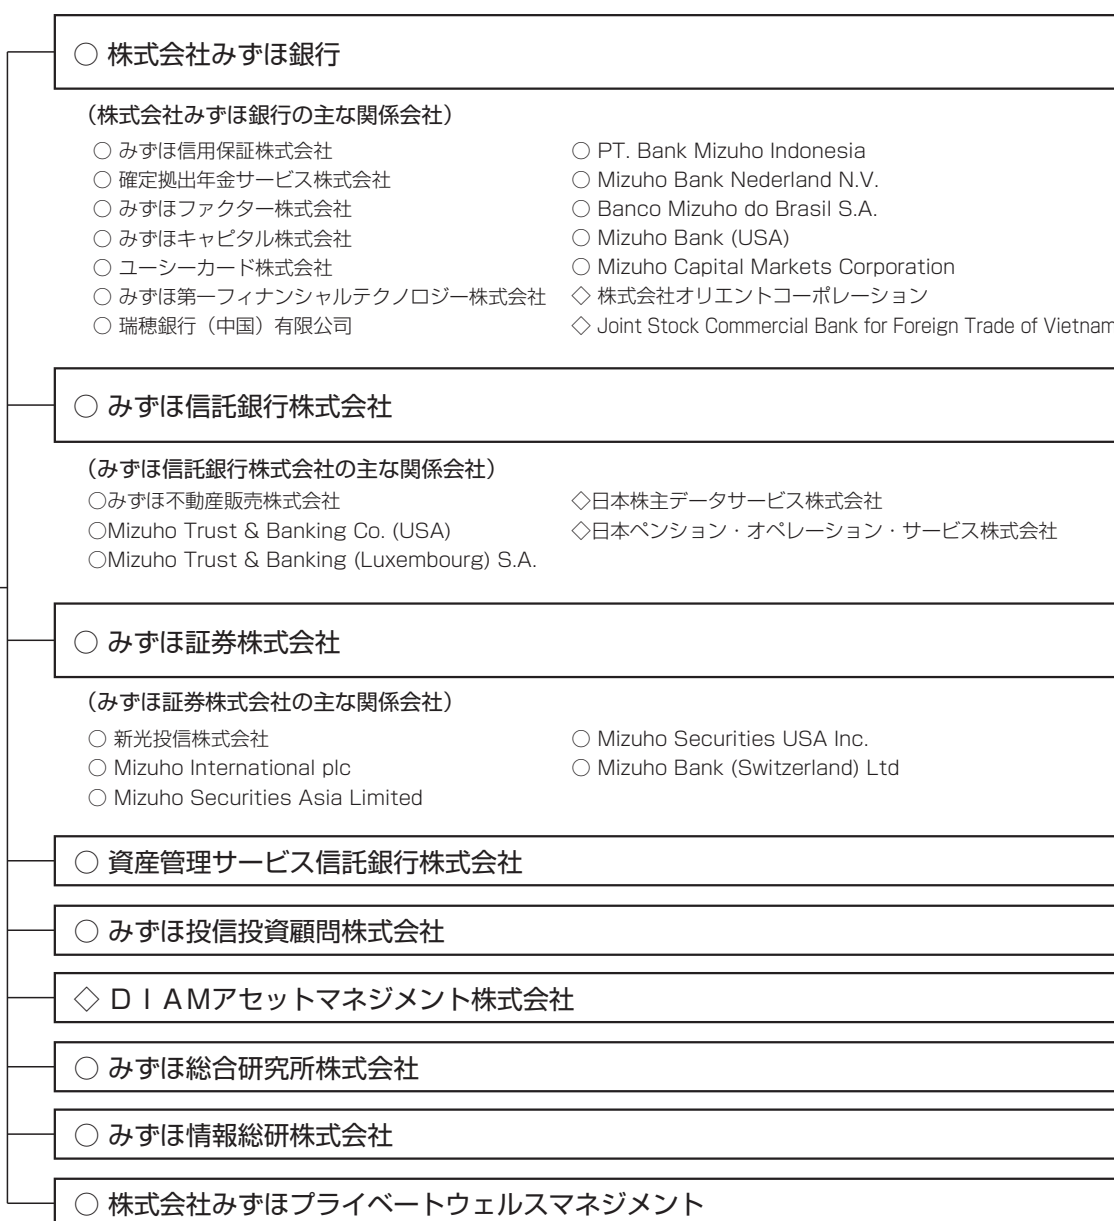 ○ 株式会社みずほ銀行
（株式会社みずほ銀行の主な関係会社）
○ みずほ信用保証株式会社
○ 確定拠出年金サービス株式会社
○ みずほファクター株式会社
○ みずほキャピタル株式会社
○ ユーシーカード株式会社
○ みずほ第一フィナンシャルテクノロジー株式会社
○ 瑞穂銀行（中国）有限公司
○ PT. Bank Mizuho Indonesia
○ Mizuho Bank Nederland N.V.
○ Banco Mizuho do Brasil S.A.
○ Mizuho Bank (USA)
○ Mizuho Capital Markets Corporation
◇ 株式会社オリエントコーポレーション
◇ Joint Stock Commercial Bank for Foreign Trade of Vietnam
○ みずほ信託銀行株式会社
（みずほ信託銀行株式会社の主な関係会社）
○みずほ不動産販売株式会社
○Mizuho Trust & Banking Co. (USA)
○Mizuho Trust & Banking (Luxembourg) S.A.
◇日本株主データサービス株式会社
◇日本ペンション・オペレーション・サービス株式会社
○ みずほ証券株式会社
（みずほ証券株式会社の主な関係会社）
○ 新光投信株式会社
○ Mizuho International plc
○ Mizuho Securities Asia Limited
○ Mizuho Securities USA Inc.
○ Mizuho Bank (Switzerland) Ltd
○ 資産管理サービス信託銀行株式会社
○ みずほ投信投資顧問株式会社
◇ ＤＩＡＭアセットマネジメント株式会社
○ みずほ総合研究所株式会社
○ みずほ情報総研株式会社
○ 株式会社みずほプライベートウェルスマネジメント